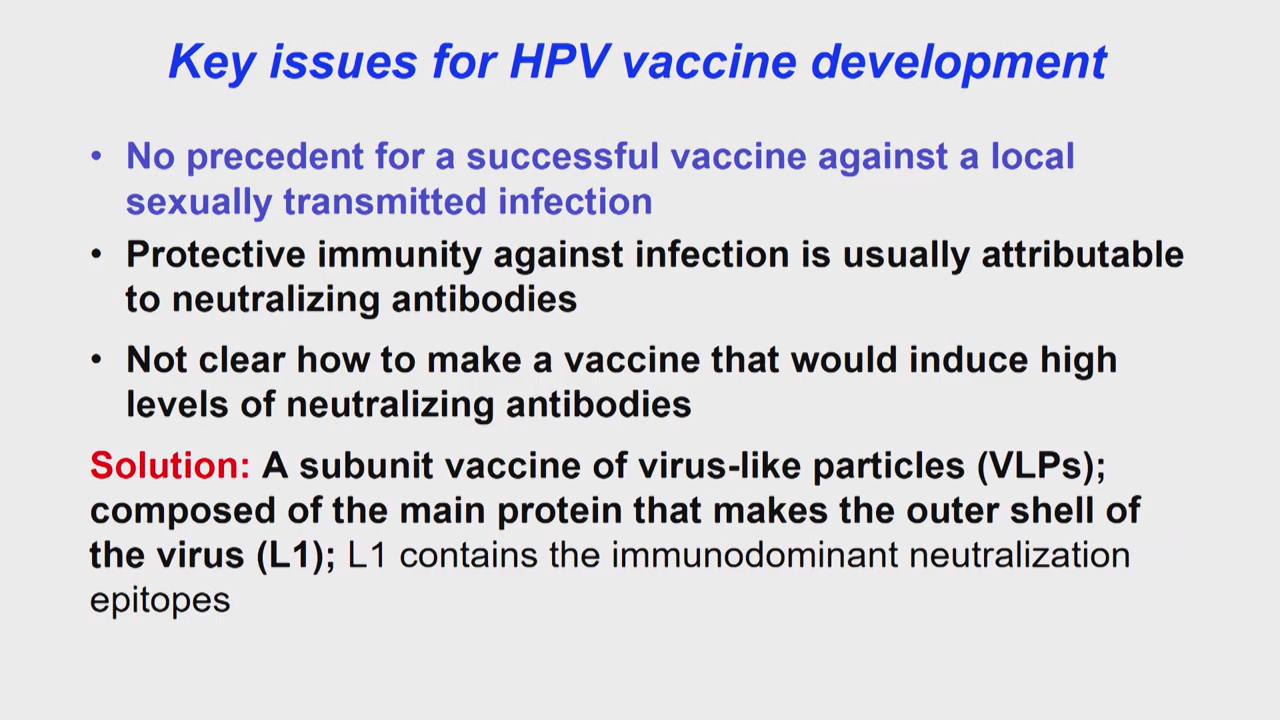 Key issues for HPV vaccine development
• No precedent for a successful vaccine against a local
sexually transmitted infection
• Protective immunity against infection is usually attributable
to neutralizing antibodies
• Not clear how to make a vaccine that would induce high
levels of neutralizing antibodies
Solution: A subunit vaccine of virus-like particles (VLPs);
composed of the main protein that makes the outer shell of
the virus (L1); L1 contains the immunodominant neutralization
epitopes